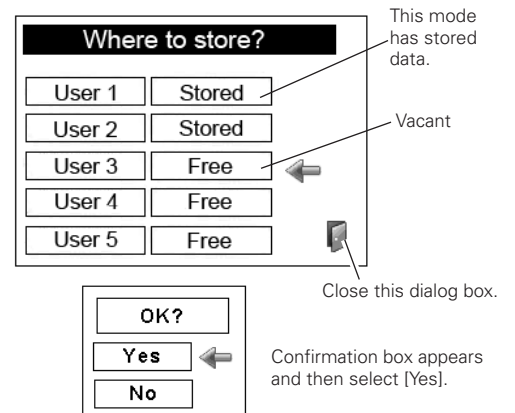 Where to store?
This mode
has stored
data.
User 1 Stored
User 2 Stored
Vacant
User 3 Free
User 4 Free
User 5 Free
Close this dialog box.
OK?
Yes
No
Confirmation box appears
and then select [Yes].